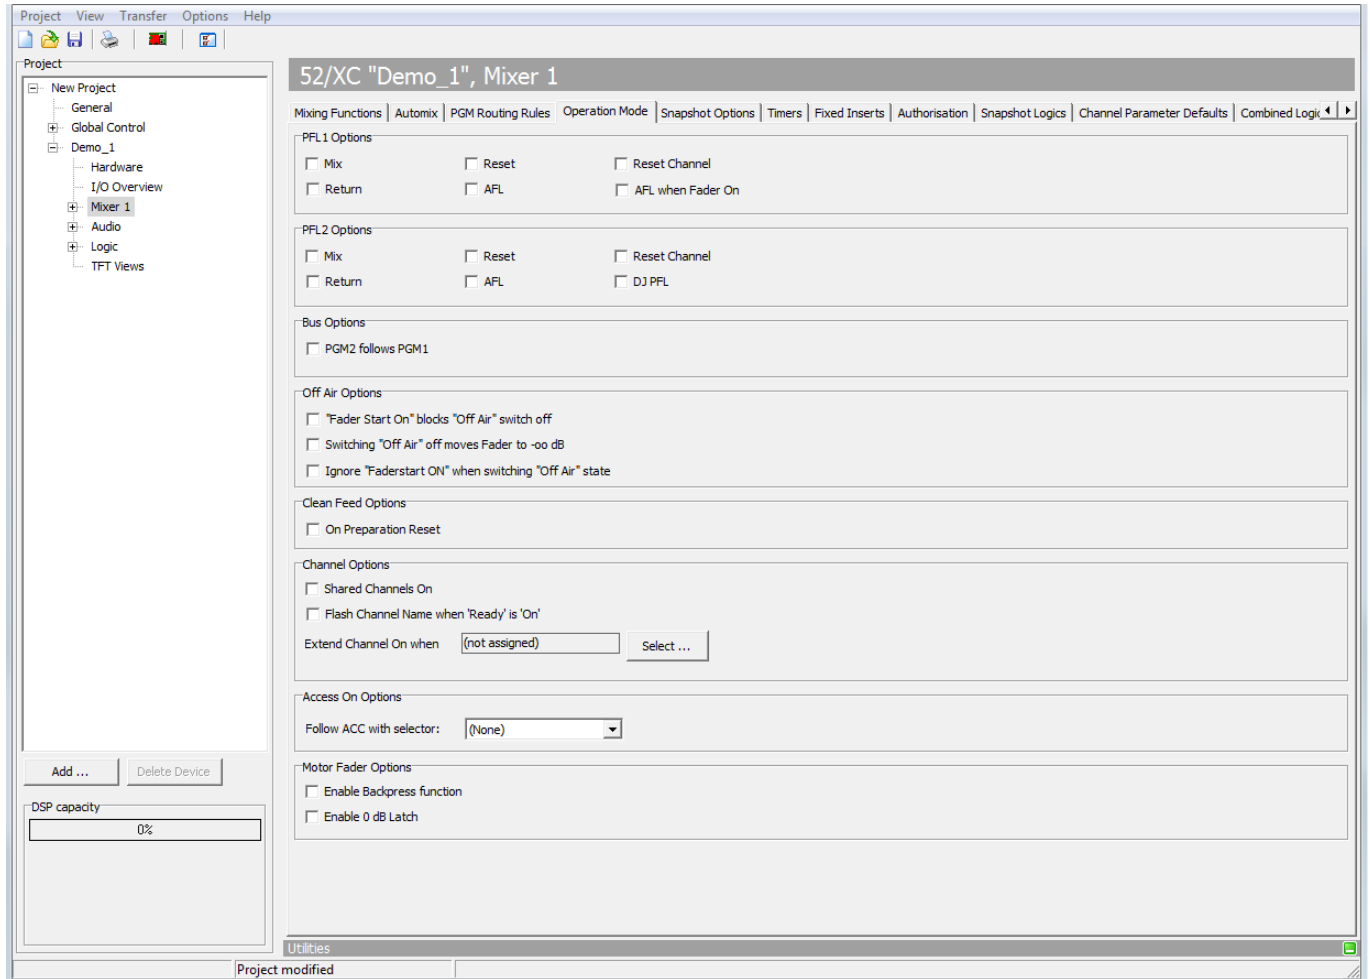 Project View Transfer Options Help
Project
New Project
General
Global Control
Demo_1
Hardware
I/O Overview
Mixer 1
Audio
Logic
TFT Views
Add ... Delete Device
DSP capacity
0%
52/XC "Demo_1", Mixer 1
Mixing Functions Automix PGM Routing Rules Operation Mode Snapshot Options Timers Fixed Inserts Authorisation Snapshot Logics Channel Parameter Defaults Combined Logic
PFL1 Options
Mix Reset Reset Channel
Return AFL AFL when Fader On
PFL2 Options
Mix Reset Reset Channel
Return AFL DJ PFL
Bus Options
PGM2 follows PGM1
Off Air Options
"Fader Start On" blocks "Off Air" switch off
Switching "Off Air" off moves Fader to -oo dB
Ignore "Faderstart ON" when switching "Off Air" state
Clean Feed Options
On Preparation Reset
Channel Options
Shared Channels On
Flash Channel Name when 'Ready' is 'On'
Extend Channel On when (not assigned) Select ...
Access On Options
Follow ACC with selector: (None)
Motor Fader Options
Enable Backpress function
Enable 0 dB Latch
Utilities
Project modified